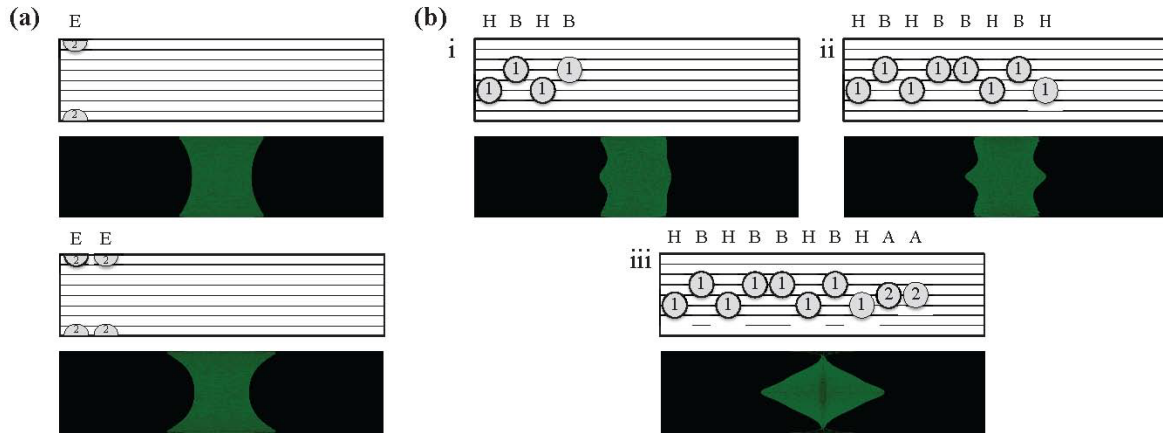 (a)
E
2
2
E E
2 2
2 2
(b)
i
H B H B
1 1 1 1
ii
H B H B B H B H
1 1 1 1 1 1 1 1
iii
H B H B B H B H A A
1 1 1 1 1 1 1 1 2 2